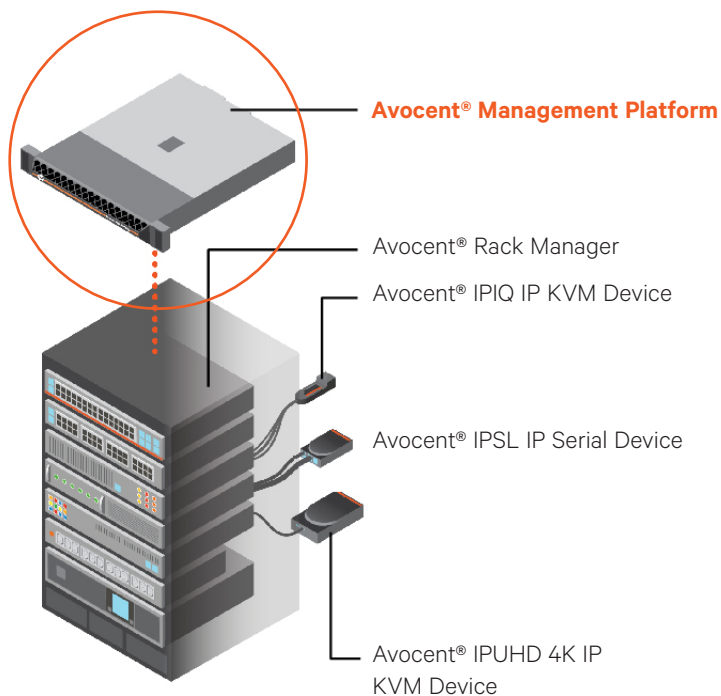 Avocent® Management Platform
Avocent® Rack Manager
Avocent® IPIQ IP KVM Device
Avocent® IPSL IP Serial Device
Avocent® IPUHD 4K IP
KVM Device